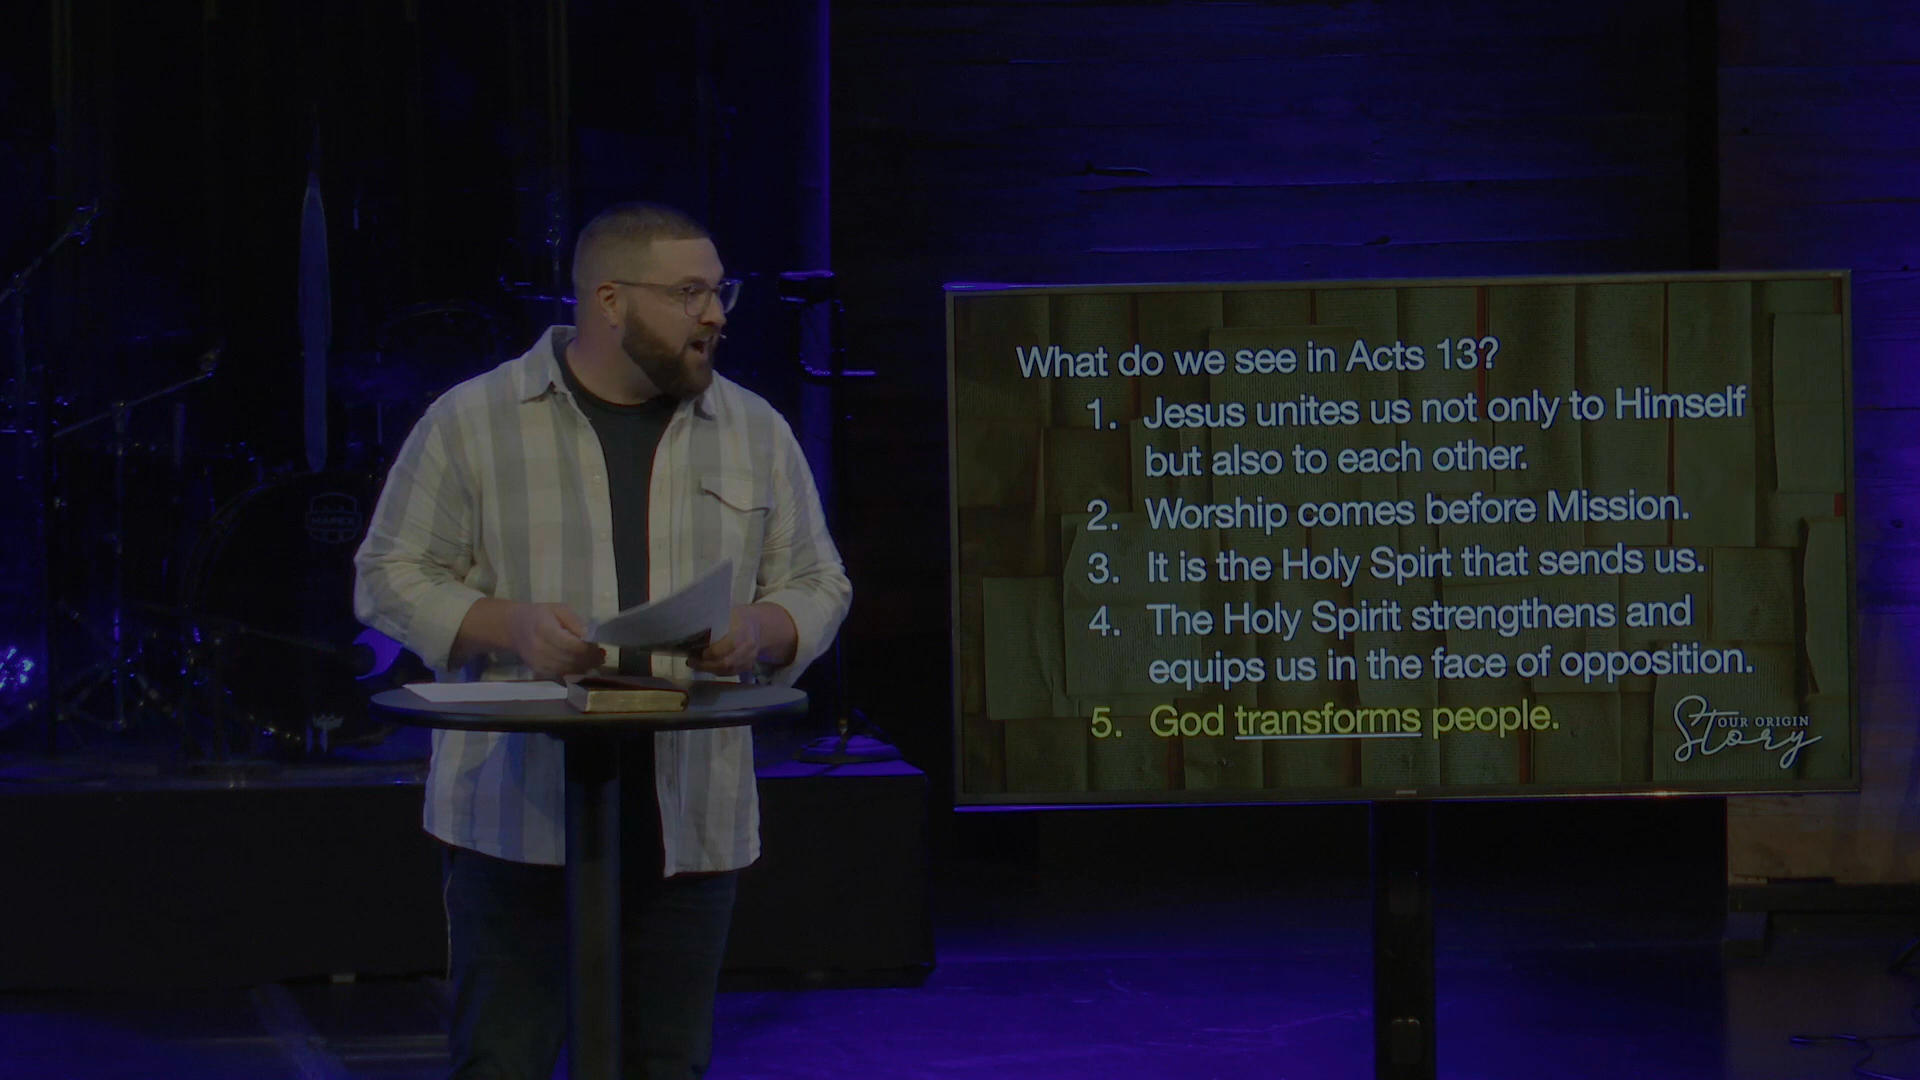 What do we see in Acts 13?
1. Jesus unites us not only to Himself
but also to each other.
2. Worship comes before Mission.
3. It is the Holy Spirt that sends us.
4. The Holy Spirit strengthens and
equips us in the face of opposition.
5. God transforms people.
OUR ORIGIN
Story
MAPEX